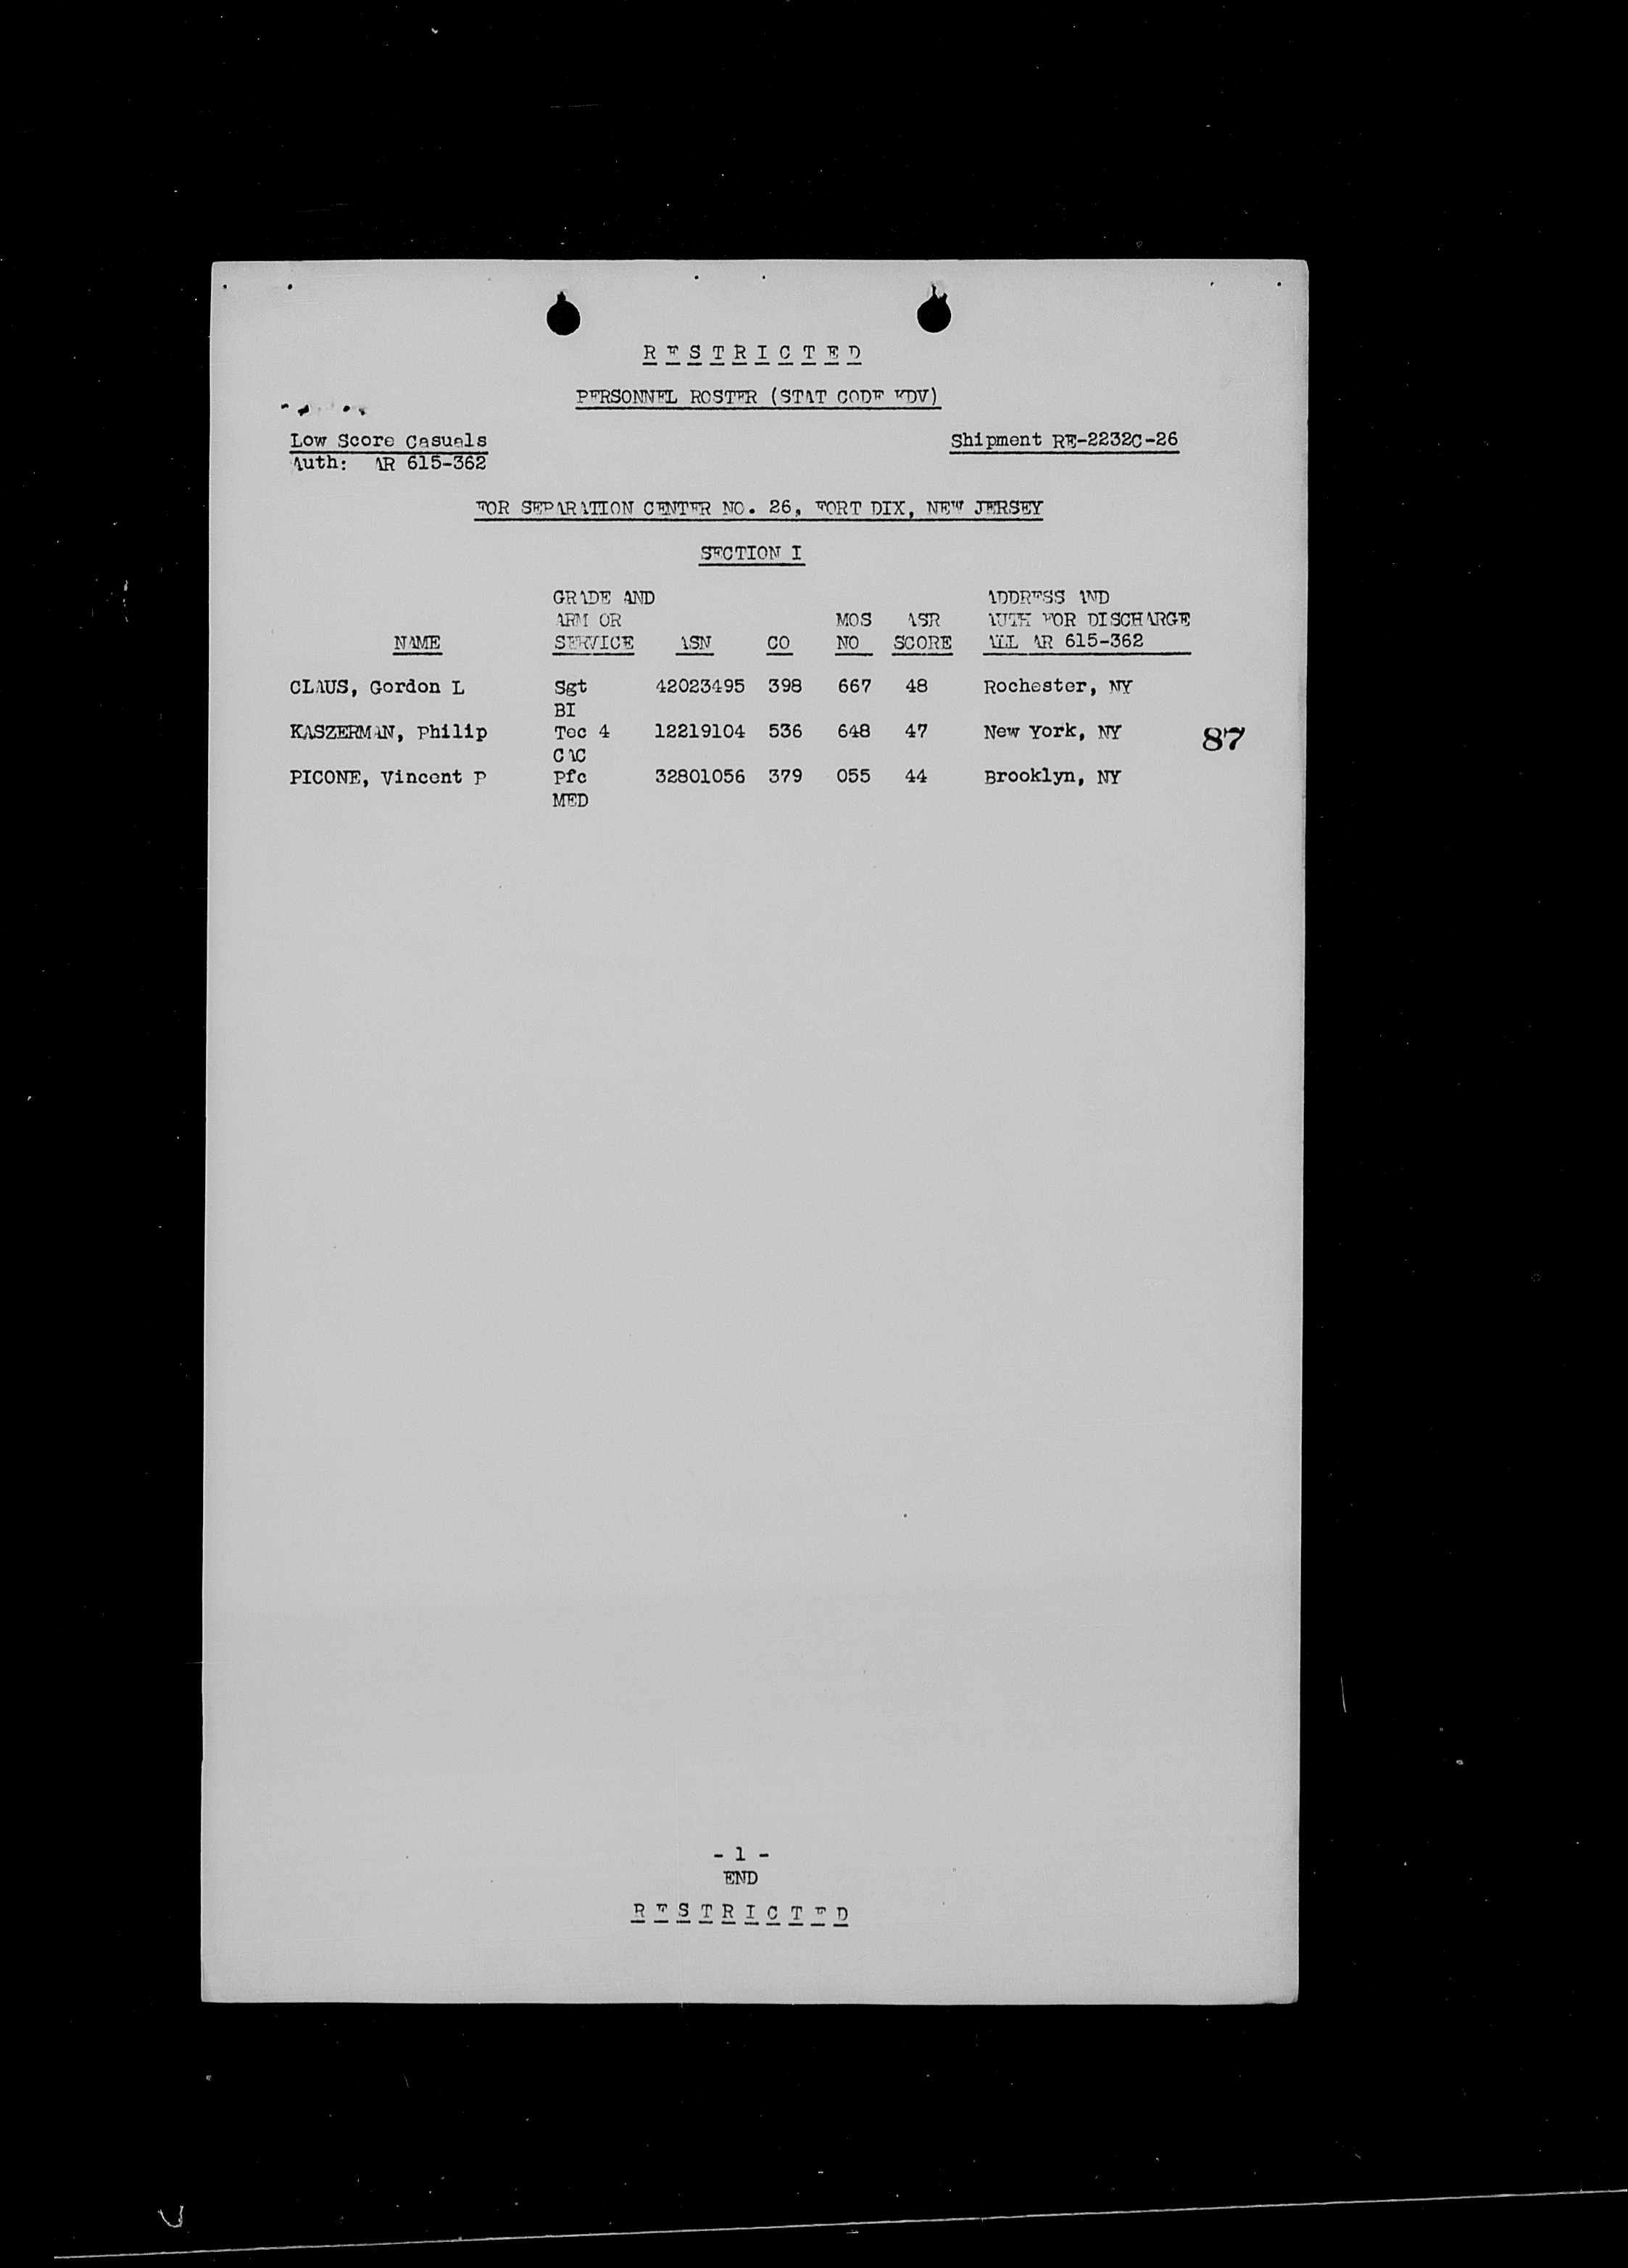 R E S T R I C T E D
PERSONNEL ROSTER (STAT CODE EDV)
Low Score Casuals Shipment RE-2232C-26
Auth: AR 615-362
FOR SEPARATION CENTER NO. 26, FORT DIX, NEW JERSEY
SECTION I
GRADE AND ADDRESS AND
ARM OR MOS ASR AUTH FOR DISCHARGE
NAME SERVICE ASN CO NO SCORE ALL AR 615-362
CLAUS, Gordon L Sgt 42023495 398 667 48 Rochester, NY
BI
KASZERMAN, Philip Tec 4 12219104 536 648 47 New York, NY 87
CAC
PICONE, Vincent P Pfc 32801056 379 055 44 Brooklyn, NY
MED
- 1 -
END
R E S T R I C T E D